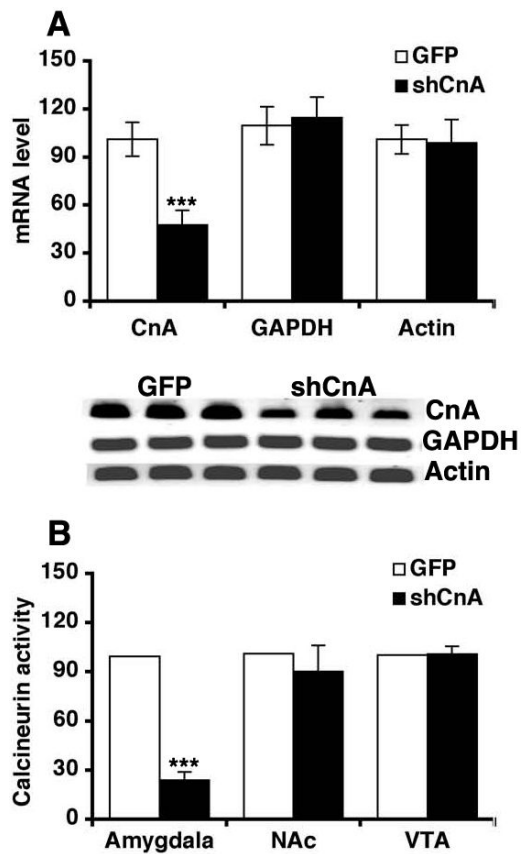 A
150
GFP
shCnA
120
90
***
60
30
0
mRNA level
CnA GAPDH Actin
GFP shCnA
CnA
GAPDH
Actin
B
150
GFP
shCnA
120
90
60
30
***
0
Calcineurin activity
Amygdala NAc VTA